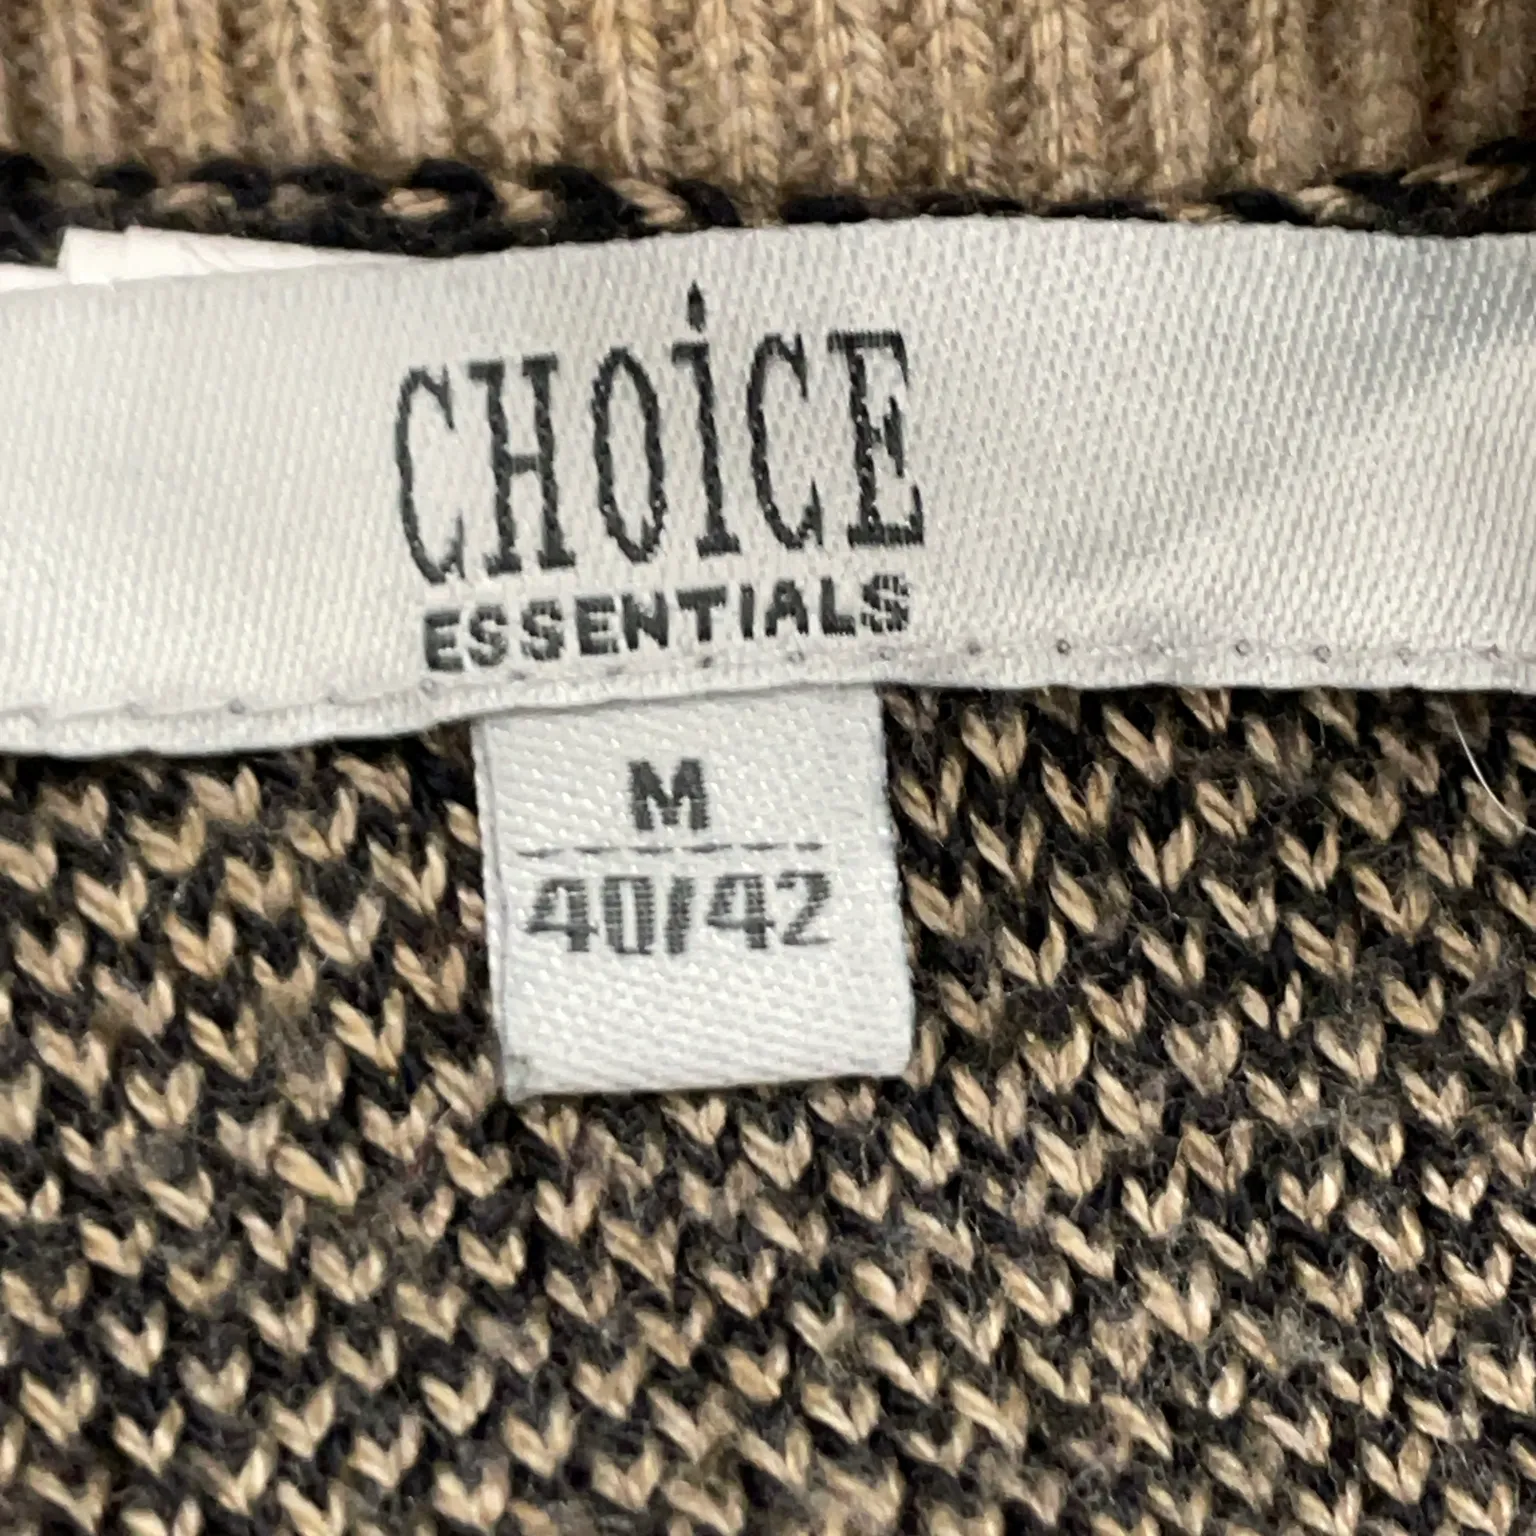 CHOiCE
ESSENTIALS
M
40/42